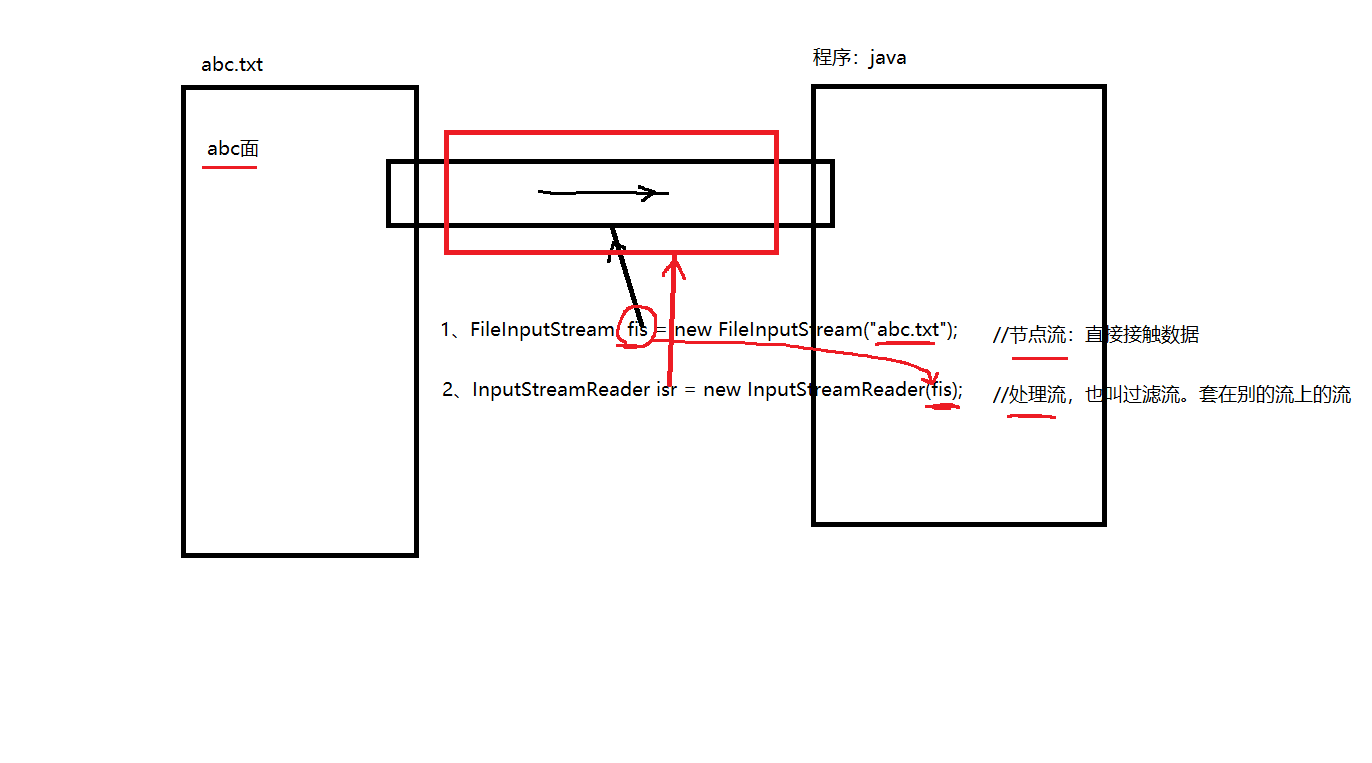 abc.txt
程序：java
abc面
1、FileInputStream fis = new FileInputStream("abc.txt"); //节点流：直接接触数据
2、InputStreamReader isr = new InputStreamReader(fis); //处理流，也叫过滤流。套在别的流上的流